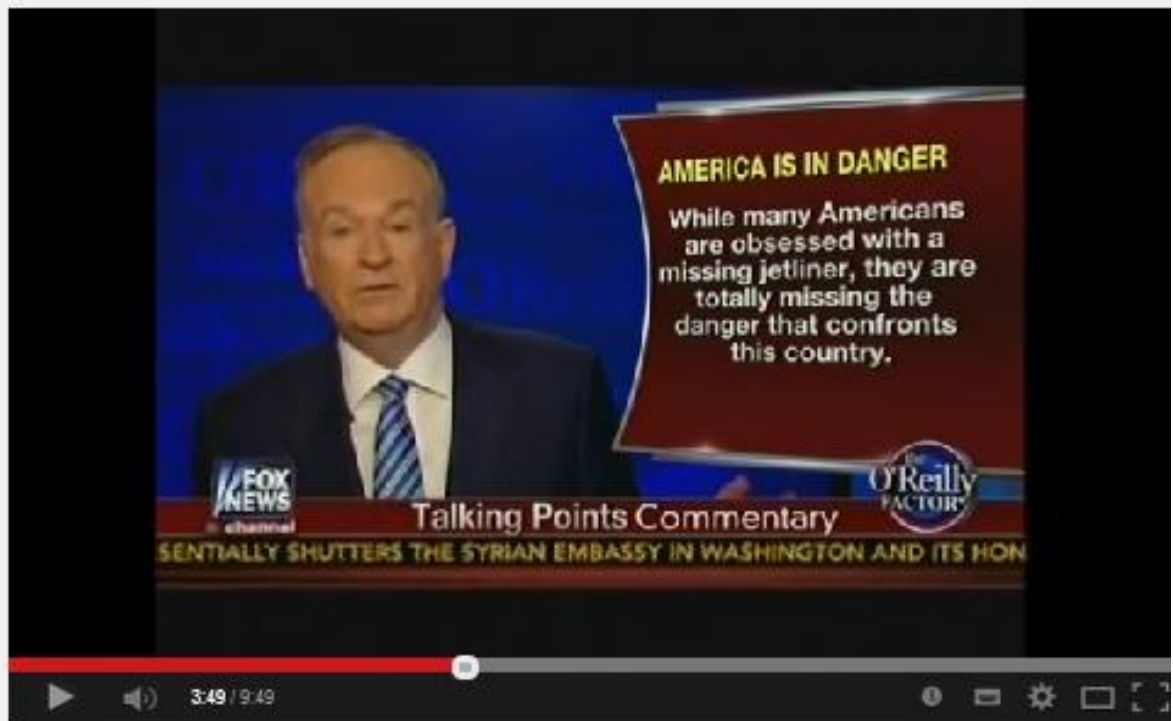 AMERICA IS IN DANGER
While many Americans
are obsessed with a
missing jetliner, they are
totally missing the
danger that confronts
this country.
FOX
NEWS
channel
The
O'Reilly
FACTOR
Talking Points Commentary
SENTIALLY SHUTTERS THE SYRIAN EMBASSY IN WASHINGTON AND ITS HON
3:49 / 9:49